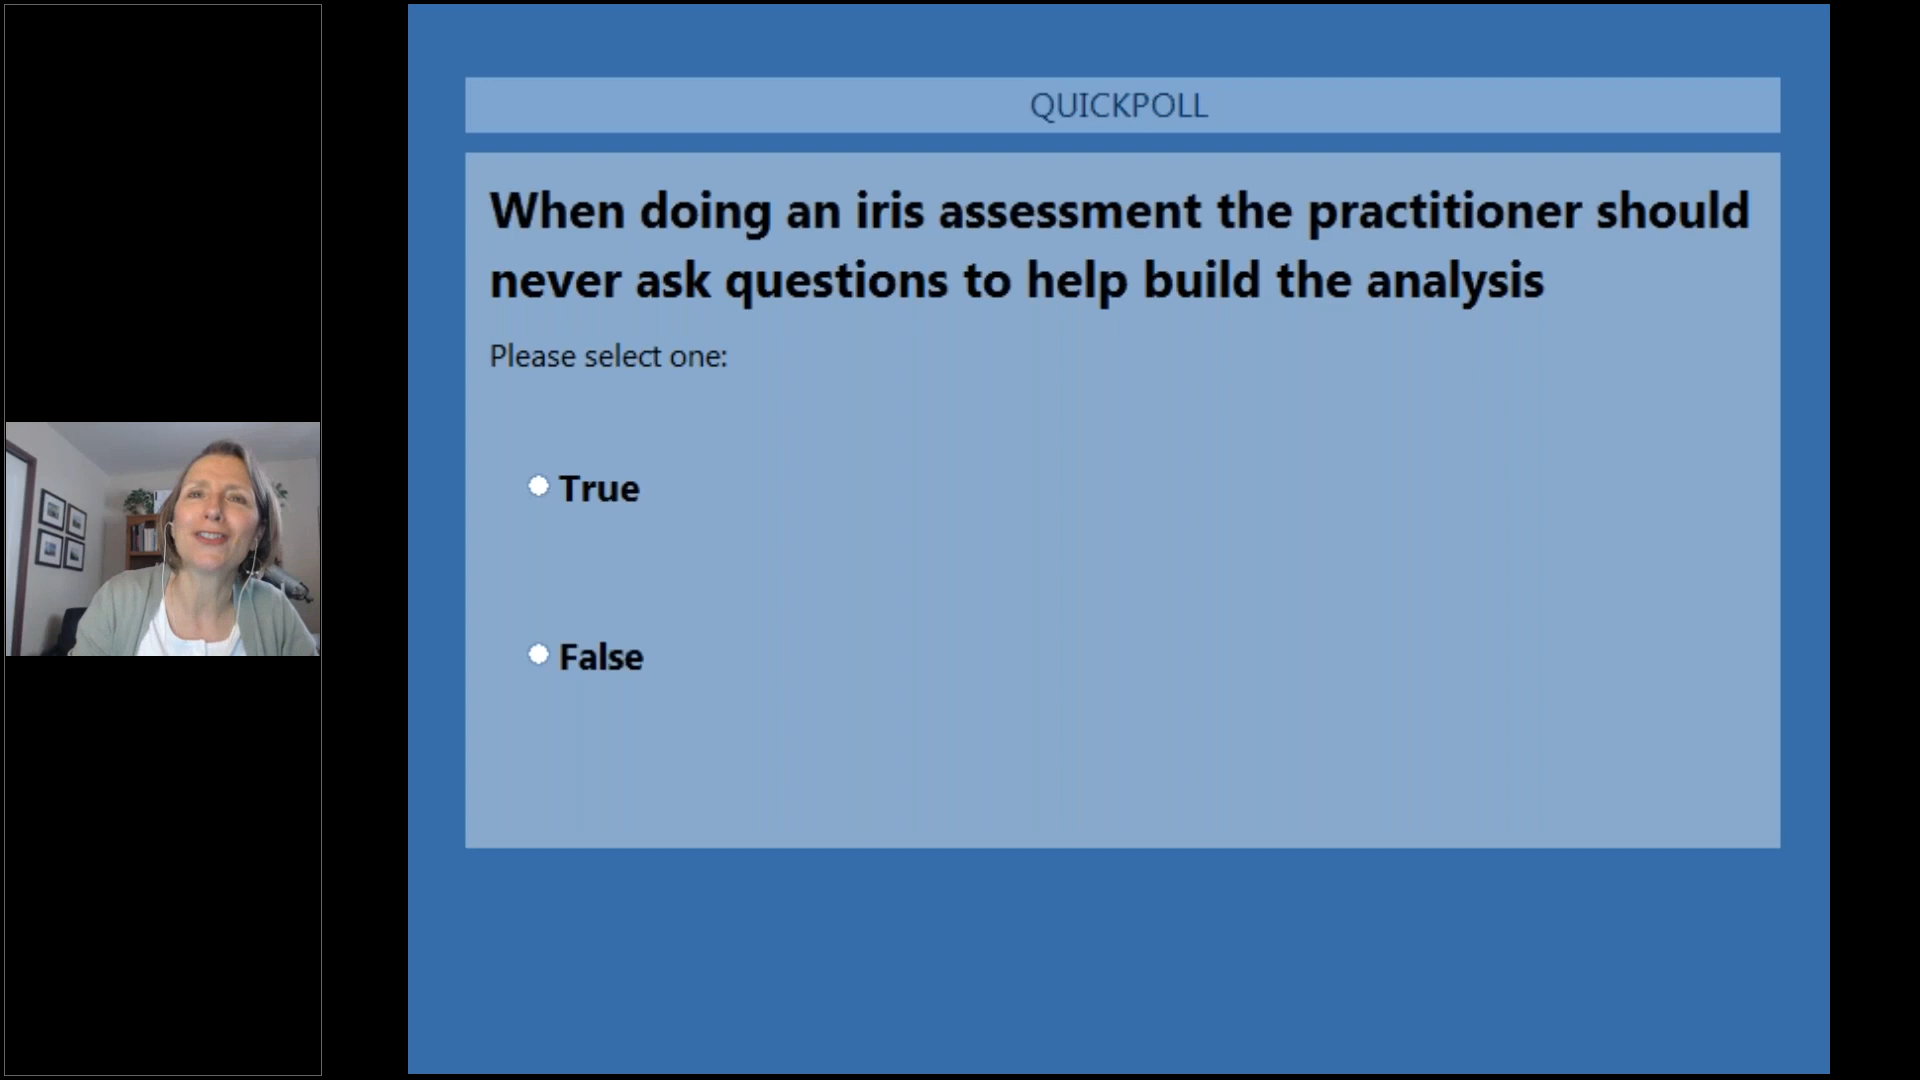 QUICKPOLL
When doing an iris assessment the practitioner should
never ask questions to help build the analysis
Please select one:
True
False